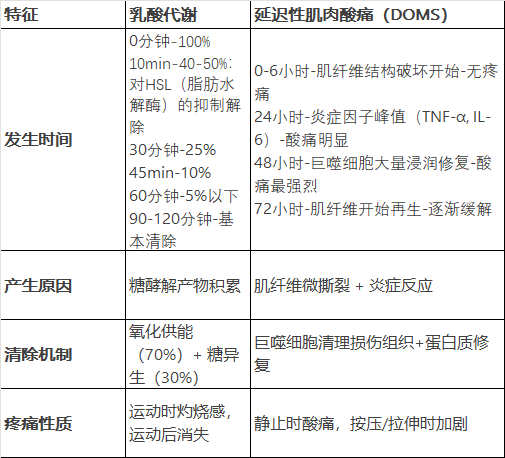 特征
乳酸代谢
延迟性肌肉酸痛（DOMS）
发生时间
0分钟-100%
10min-40-50%:
对HSL（脂肪水
解酶）的抑制解
除
30分钟-25%
45min-10%
60分钟-5%以下
90-120分钟-基
本清除
0-6小时-肌纤维结构破坏开始-无疼
痛
24小时-炎症因子峰值（TNF-α, IL-
6）-酸痛明显
48小时-巨噬细胞大量浸润修复-酸
痛最强烈
72小时-肌纤维开始再生-逐渐缓解
产生原因
糖酵解产物积累
肌纤维微撕裂 + 炎症反应
清除机制
氧化供能
（70%）+ 糖异
生（30%）
巨噬细胞清理损伤组织+蛋白质修
复
疼痛性质
运动时灼烧感，
运动后消失
静止时酸痛，按压/拉伸时加剧